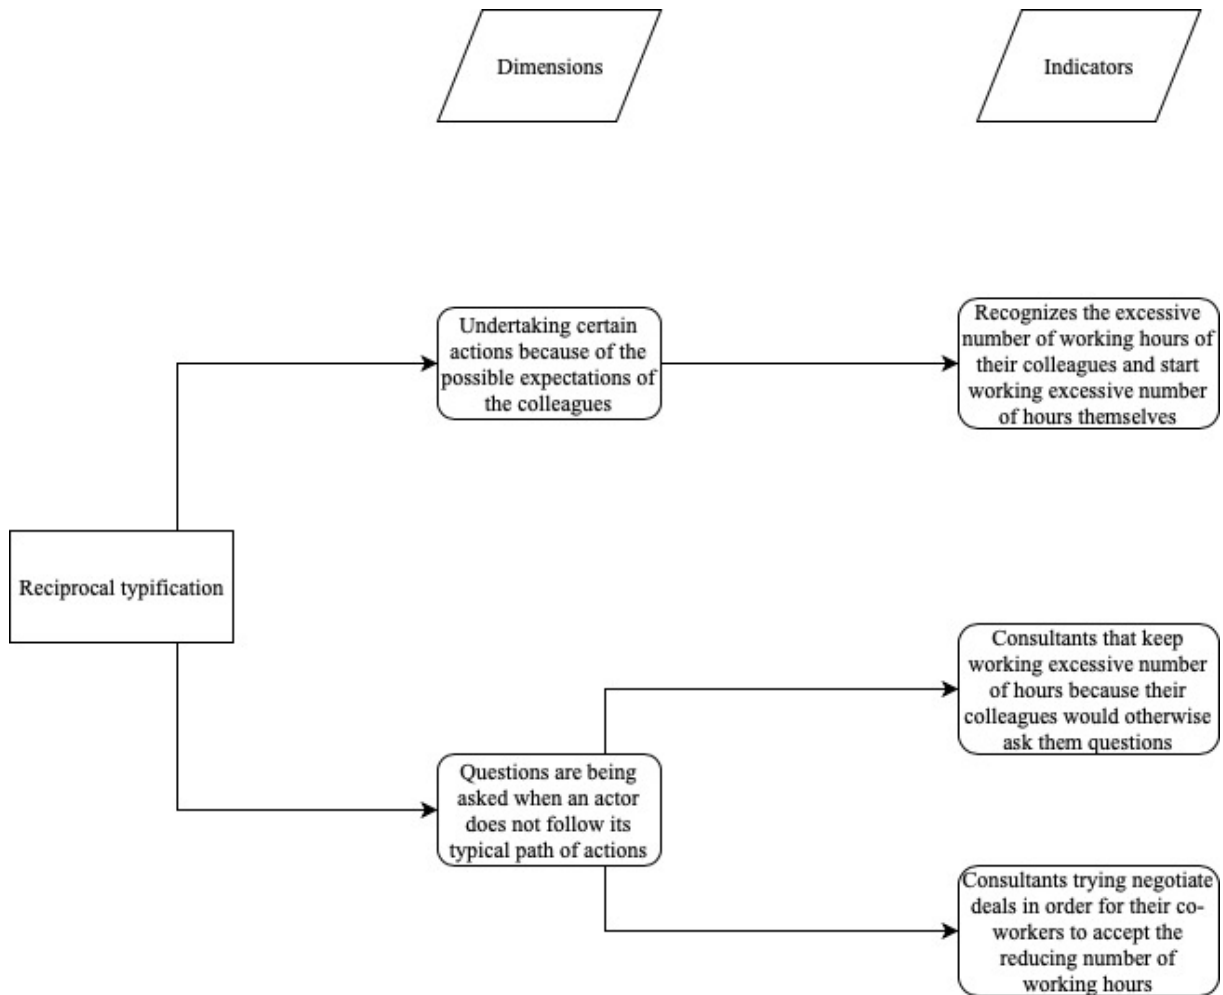 Dimensions
Indicators
Undertaking certain
actions because of the
possible expectations of
the colleagues
Recognizes the excessive
number of working hours of
their colleagues and start
working excessive number
of hours themselves
Reciprocal typification
Consultants that keep
working excessive number
of hours because their
colleagues would otherwise
ask them questions
Questions are being
asked when an actor
does not follow its
typical path of actions
Consultants trying negotiate
deals in order for their co-
workers to accept the
reducing number of
working hours